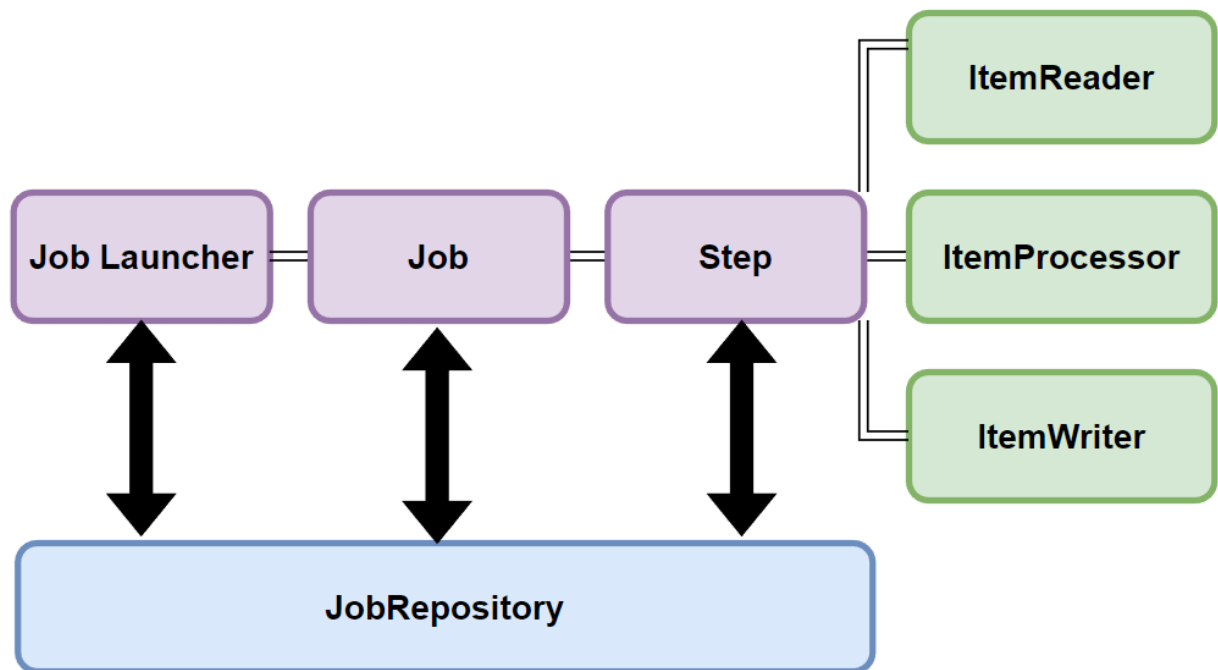 ItemReader
Job Launcher
Job
Step
ItemProcessor
ItemWriter
JobRepository